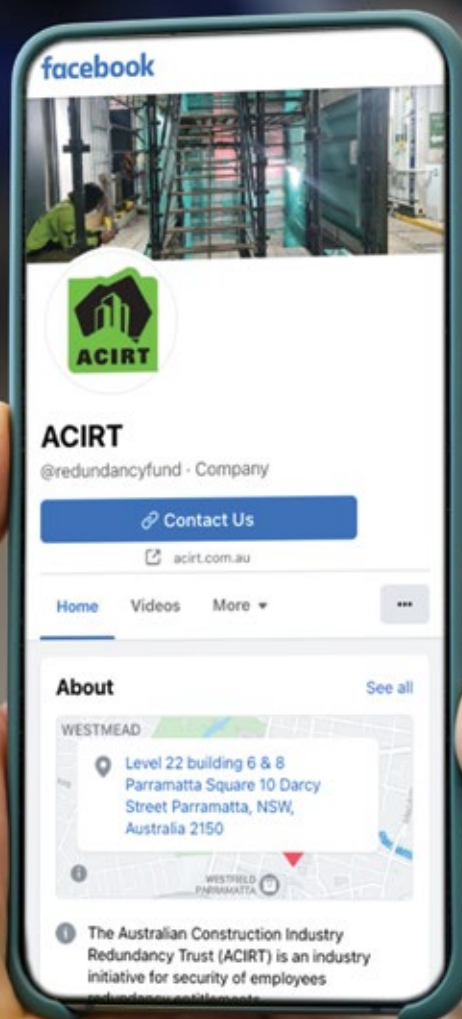 facebook
ACIRT
ACIRT
@redundancyfund · Company
Contact Us
acirt.com.au
Home Videos More
About
See all
WESTMEAD
Level 22 building 6 & 8
Parramatta Square 10 Darcy
Street Parramatta, NSW,
Australia 2150
WESTFIELD
PARRAMATTA
The Australian Construction Industry
Redundancy Trust (ACIRT) is an industry
initiative for security of employees
redundancy entitlements